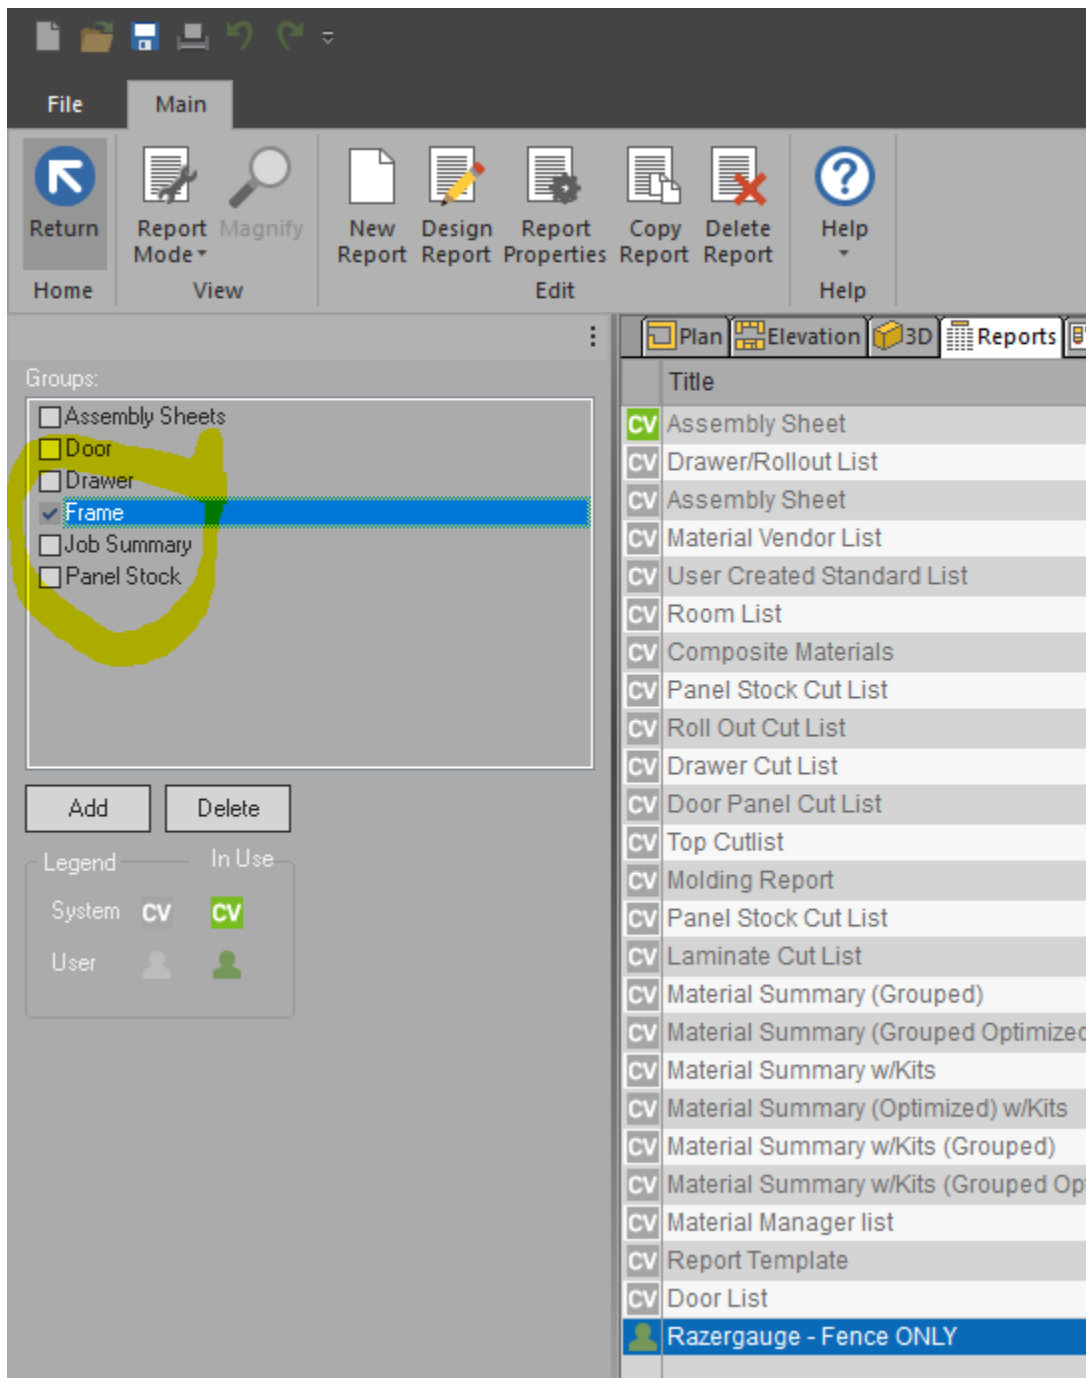 File Main
Return Report Mode Magnify New Report Design Report Report Properties Copy Report Delete Report Help
Home View Edit Help
Groups:
Assembly Sheets
Door
Drawer
Frame
Job Summary
Panel Stock
Add Delete
Legend In Use
System CV CV
User
Plan Elevation 3D Reports
Title
CV Assembly Sheet
CV Drawer/Rollout List
CV Assembly Sheet
CV Material Vendor List
CV User Created Standard List
CV Room List
CV Composite Materials
CV Panel Stock Cut List
CV Roll Out Cut List
CV Drawer Cut List
CV Door Panel Cut List
CV Top Cutlist
CV Molding Report
CV Panel Stock Cut List
CV Laminate Cut List
CV Material Summary (Grouped)
CV Material Summary (Grouped Optimized
CV Material Summary w/Kits
CV Material Summary (Optimized) w/Kits
CV Material Summary w/Kits (Grouped)
CV Material Summary w/Kits (Grouped Op
CV Material Manager list
CV Report Template
CV Door List
Razergauge - Fence ONLY